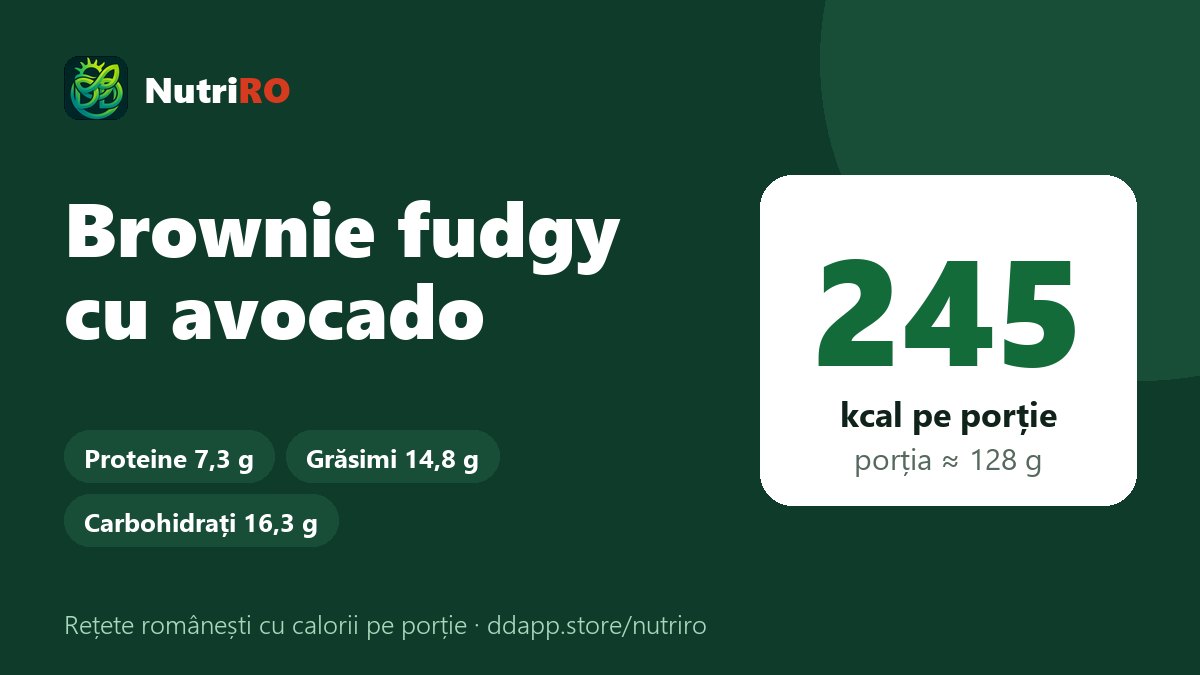 NutriRO
Brownie fudgy
cu avocado
Proteine 7,3 g
Grăsimi 14,8 g
Carbohidrați 16,3 g
245
kcal pe porție
porția ≈ 128 g
Rețete românești cu calorii pe porție · ddapp.store/nutriro